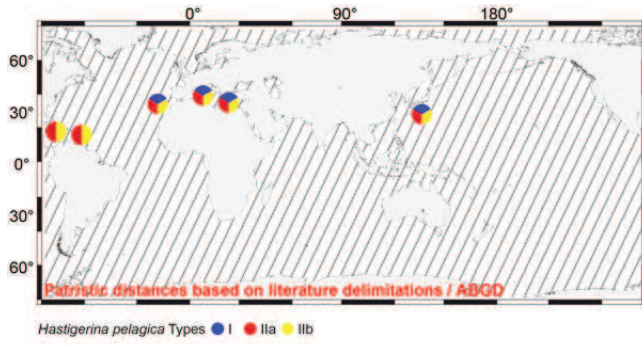 0° 90° 180°
60°
30°
0°
30°
60°
Patristic distances based on literature delimitations / ABGD
Hastigerina pelagica Types I IIa IIb